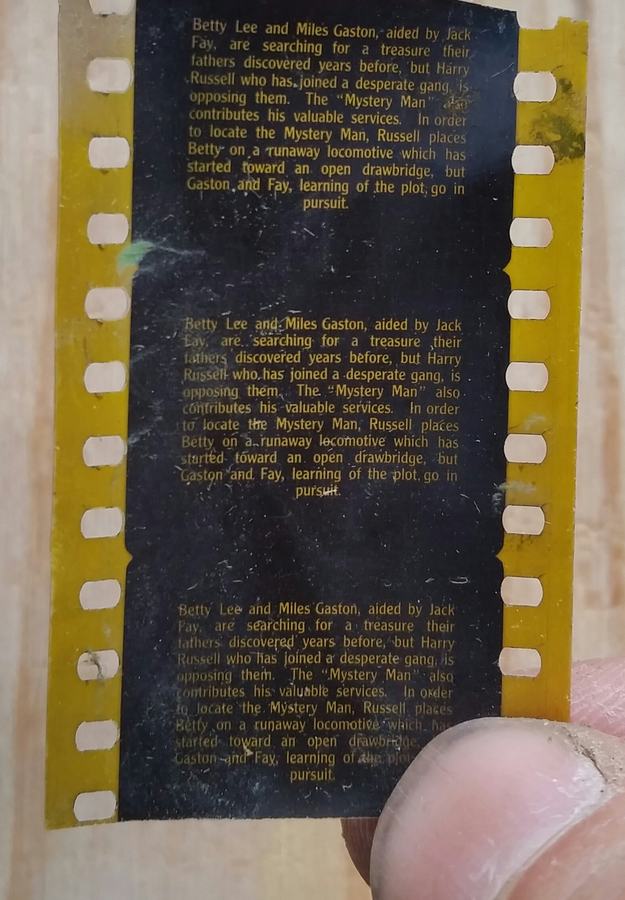 Betty Lee and Miles Gaston, aided by Jack
Fay, are searching for a treasure their
fathers discovered years before, but Harry
Russell who has joined a desperate gang, is
opposing them. The "Mystery Man" also
contributes his valuable services. In order
to locate the Mystery Man, Russell places
Betty on a runaway locomotive which has
started toward an open drawbridge, but
Gaston and Fay, learning of the plot, go in
pursuit.
Betty Lee and Miles Gaston, aided by Jack
Fay, are searching for a treasure their
fathers discovered years before, but Harry
Russell who has joined a desperate gang, is
opposing them. The "Mystery Man" also
contributes his valuable services. In order
to locate the Mystery Man, Russell places
Betty on a runaway locomotive which has
started toward an open drawbridge, but
Gaston and Fay, learning of the plot, go in
pursuit.
Betty Lee and Miles Gaston, aided by Jack
Fay, are searching for a treasure their
fathers discovered years before, but Harry
Russell who has joined a desperate gang, is
opposing them. The "Mystery Man" also
contributes his valuable services. In order
to locate the Mystery Man, Russell places
Betty on a runaway locomotive which has
started toward an open drawbridge,
Gaston and Fay, learning of the plot
pursuit.